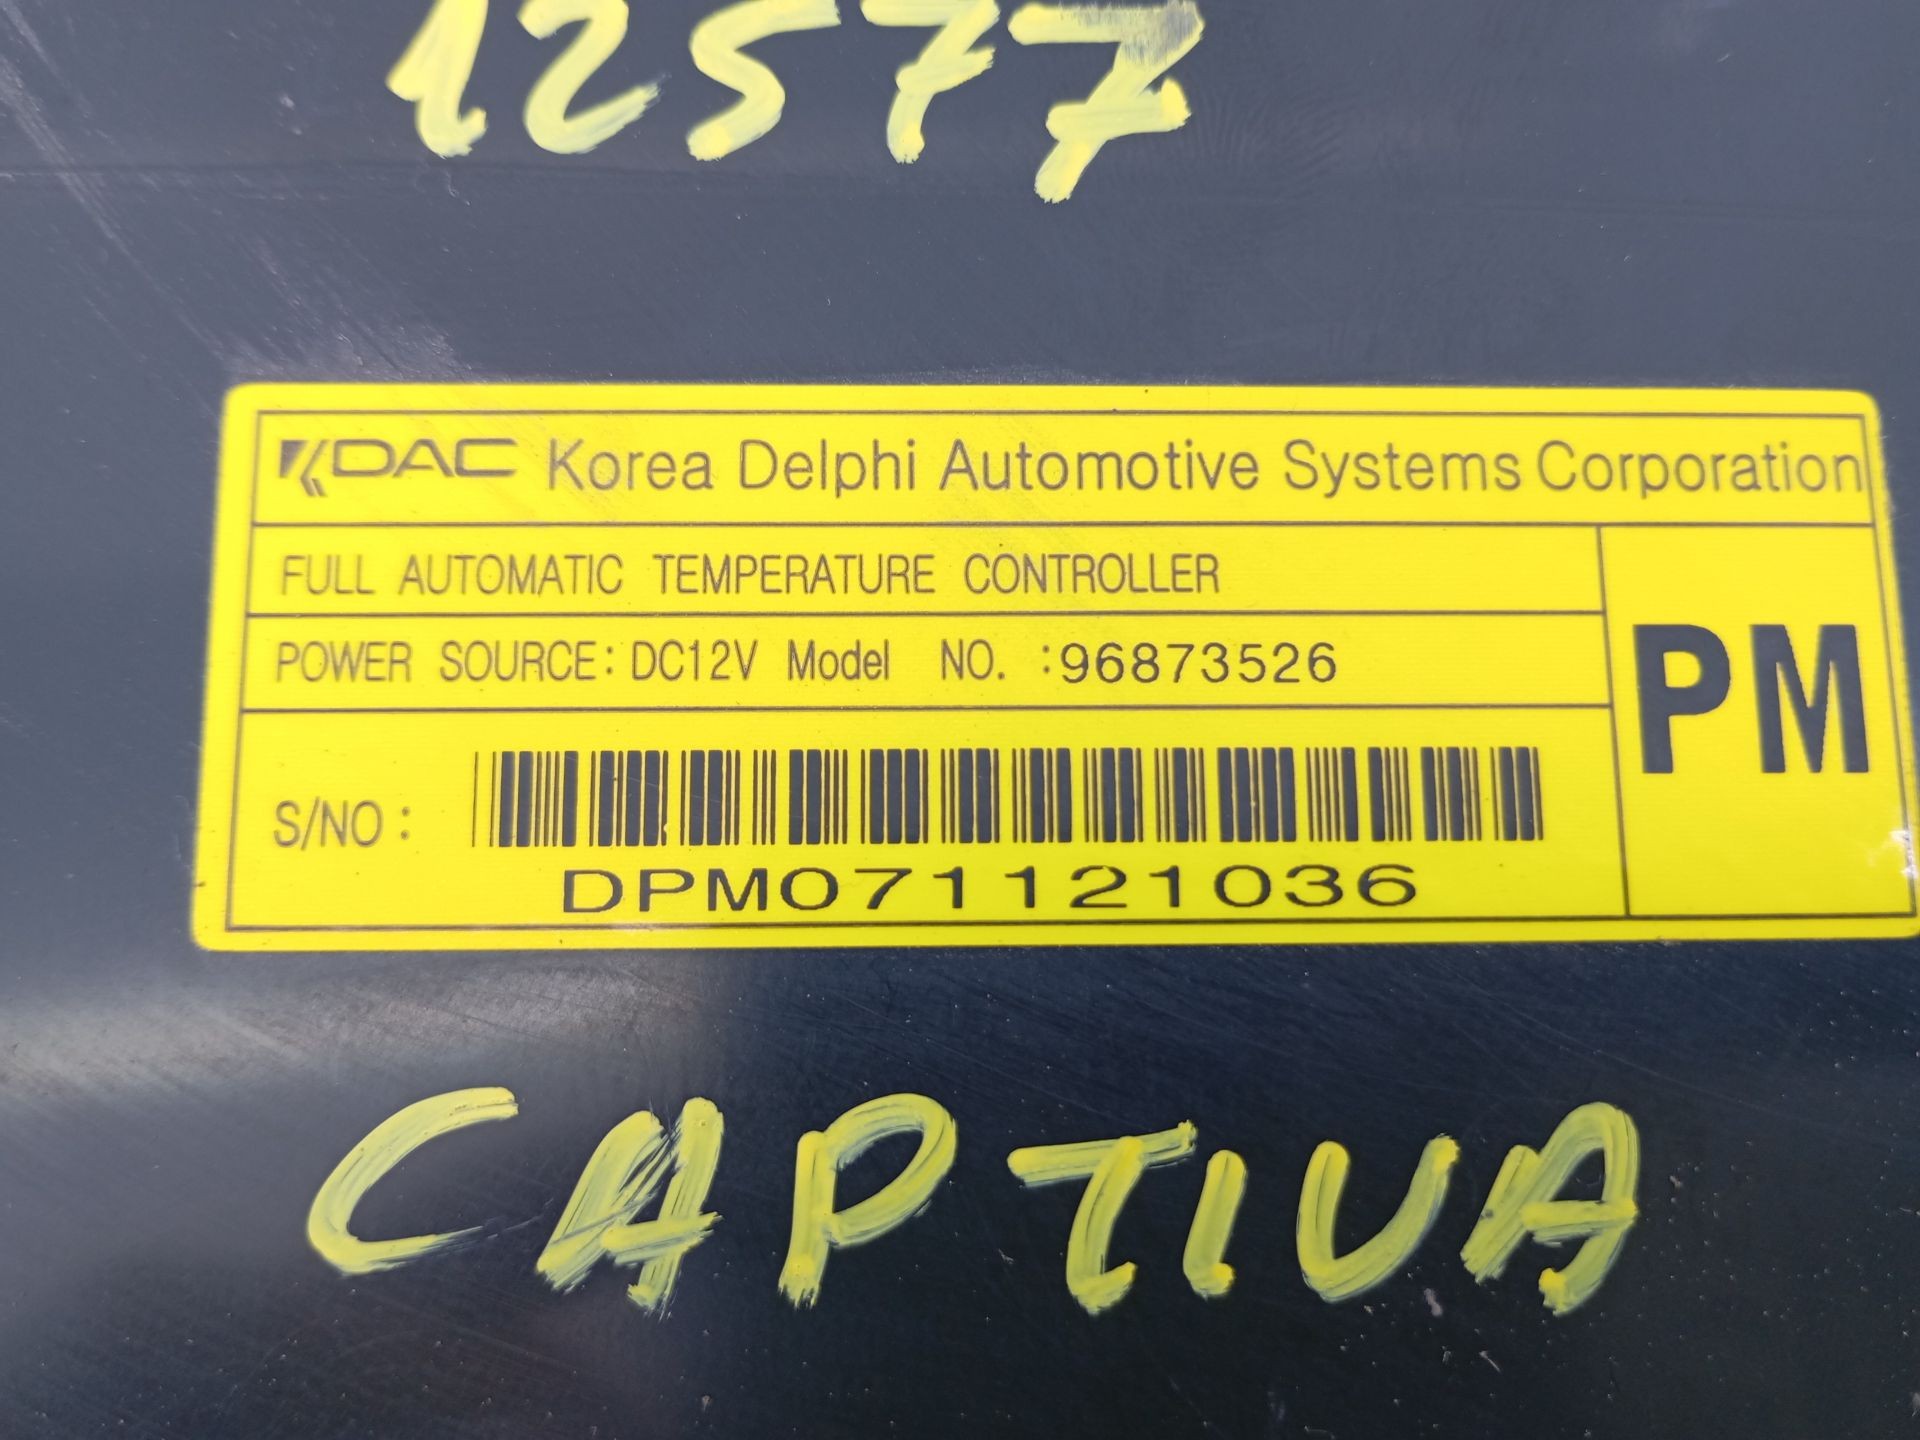 12577
KDAC Korea Delphi Automotive Systems Corporation
FULL AUTOMATIC TEMPERATURE CONTROLLER
POWER SOURCE: DC12V Model NO. :96873526
PM
S/NO :
DPM071121036
CAPTIVA